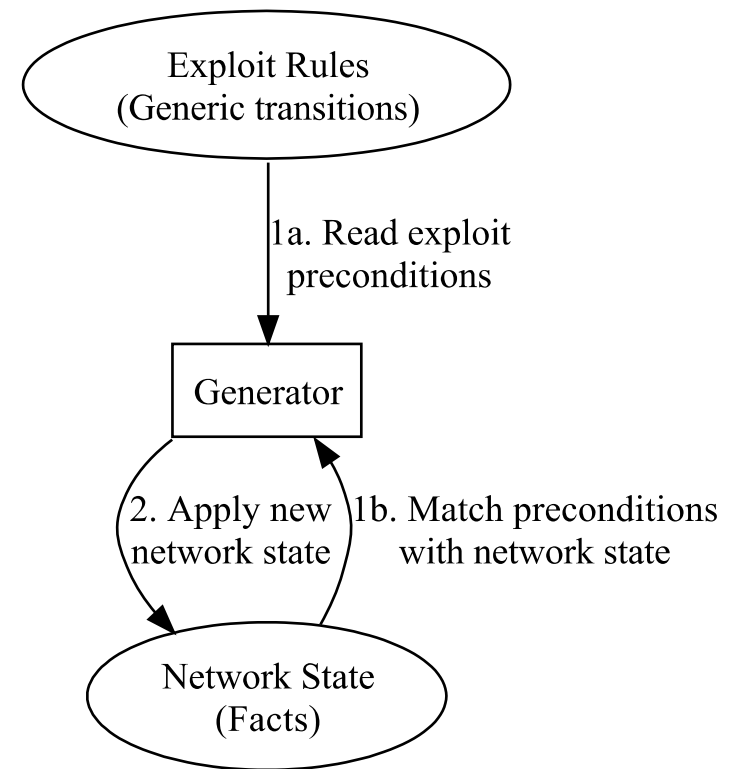 Exploit Rules
(Generic transitions)
1a. Read exploit
preconditions
Generator
2. Apply new
network state
1b. Match preconditions
with network state
Network State
(Facts)